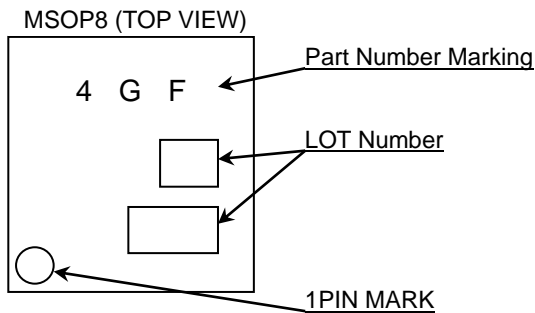 MSOP8 (TOP VIEW)
Part Number Marking
4 G F
LOT Number
1PIN MARK